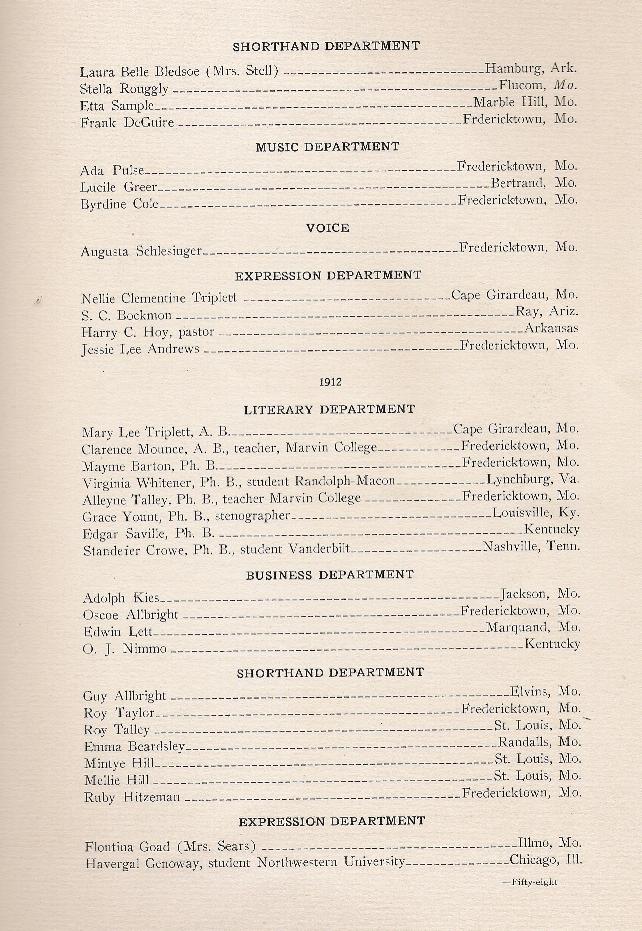 SHORTHAND DEPARTMENT
Laura Belle Bledsoe (Mrs. Stell) Hamburg, Ark.
Stella Rouggly Flucom, Mo.
Etta Sample Marble Hill, Mo.
Frank DeGuire Frdericktown, Mo.
MUSIC DEPARTMENT
Ada Pulse Fredericktown, Mo.
Lucile Greer Bertrand, Mo.
Byrdine Cole Fredericktown, Mo.
VOICE
Augusta Schlesinger Fredericktown, Mo.
EXPRESSION DEPARTMENT
Nellie Clementine Triplett Cape Girardeau, Mo.
S. C. Bockmon Ray, Ariz.
Harry C. Hoy, pastor Arkansas
Jessie Lee Andrews Fredericktown, Mo.
1912
LITERARY DEPARTMENT
Mary Lee Triplett, A. B. Cape Girardeau, Mo.
Clarence Mounce, A. B., teacher, Marvin College Fredericktown, Mo.
Mayme Barton, Ph. B. Fredericktown, Mo.
Virginia Whitener, Ph. B., student Randolph-Macon Lynchburg, Va.
Alleyne Talley, Ph. B., teacher Marvin College Fredericktown, Mo.
Grace Yount, Ph. B., stenographer Louisville, Ky.
Edgar Saville, Ph. B. Kentucky
Standefer Crowe, Ph. B., student Vanderbilt Nashville, Tenn.
BUSINESS DEPARTMENT
Adolph Kies Jackson, Mo.
Oscoe Allbright Fredericktown, Mo.
Edwin Lett Marquand, Mo.
O. J. Nimmo Kentucky
SHORTHAND DEPARTMENT
Guy Allbright Elvins, Mo.
Roy Taylor Fredericktown, Mo.
Roy Talley St. Louis, Mo.
Emma Beardsley Randalls, Mo.
Mintye Hill St. Louis, Mo.
Mellie Hill St. Louis, Mo.
Ruby Hitzeman Fredericktown, Mo.
EXPRESSION DEPARTMENT
Flontina Goad (Mrs. Sears) Illmo, Mo.
Havergal Genoway, student Northwestern University Chicago, Ill.
—Fifty-eight